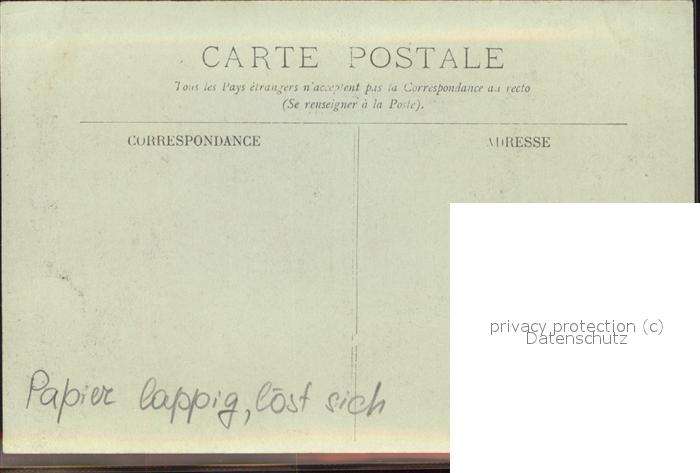 CARTE POSTALE
Tous les Pays étrangers n'acceptent pas la Correspondance au recto
(Se renseigner à la Poste).
CORRESPONDANCE
ADRESSE
privacy protection (c)
Datenschutz
Papier lappig, löst sich